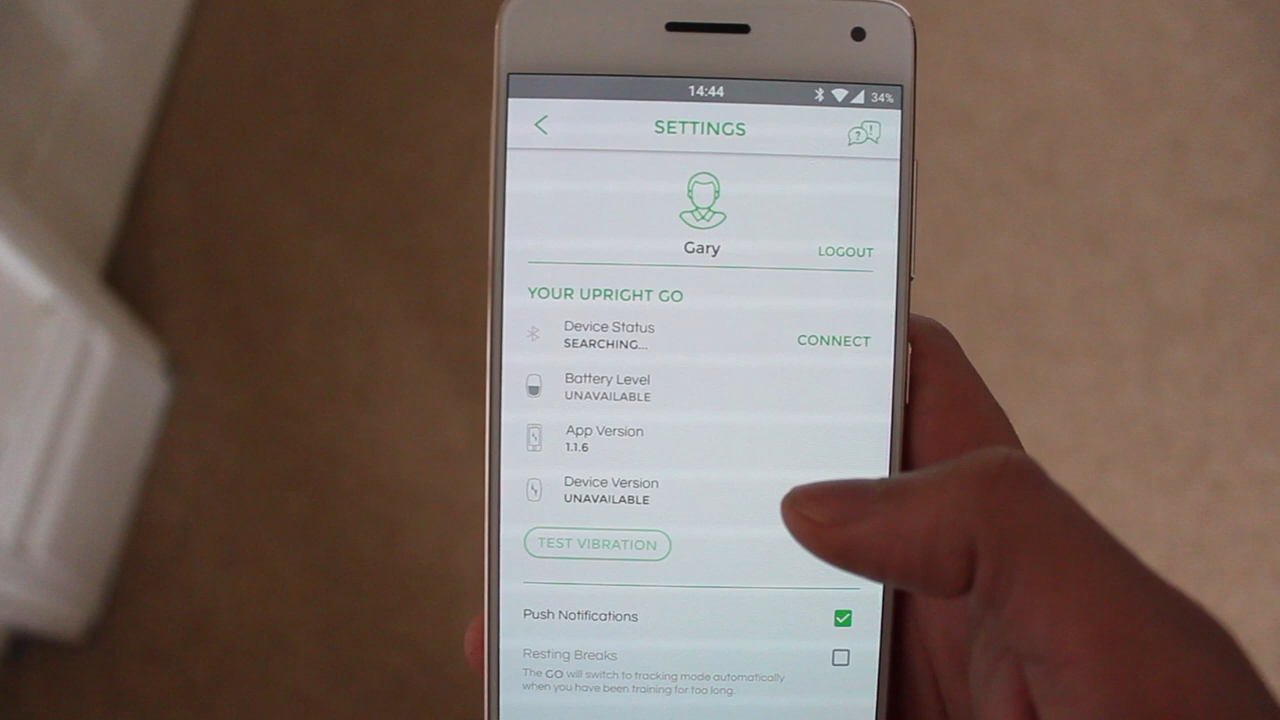 14:44
34%
SETTINGS
? !
Gary
LOGOUT
YOUR UPRIGHT GO
Device Status
SEARCHING...
CONNECT
Battery Level
UNAVAILABLE
App Version
1.1.6
Device Version
UNAVAILABLE
TEST VIBRATION
Push Notifications
Resting Breaks
The GO will switch to tracking mode automatically
when you have been training for too long.